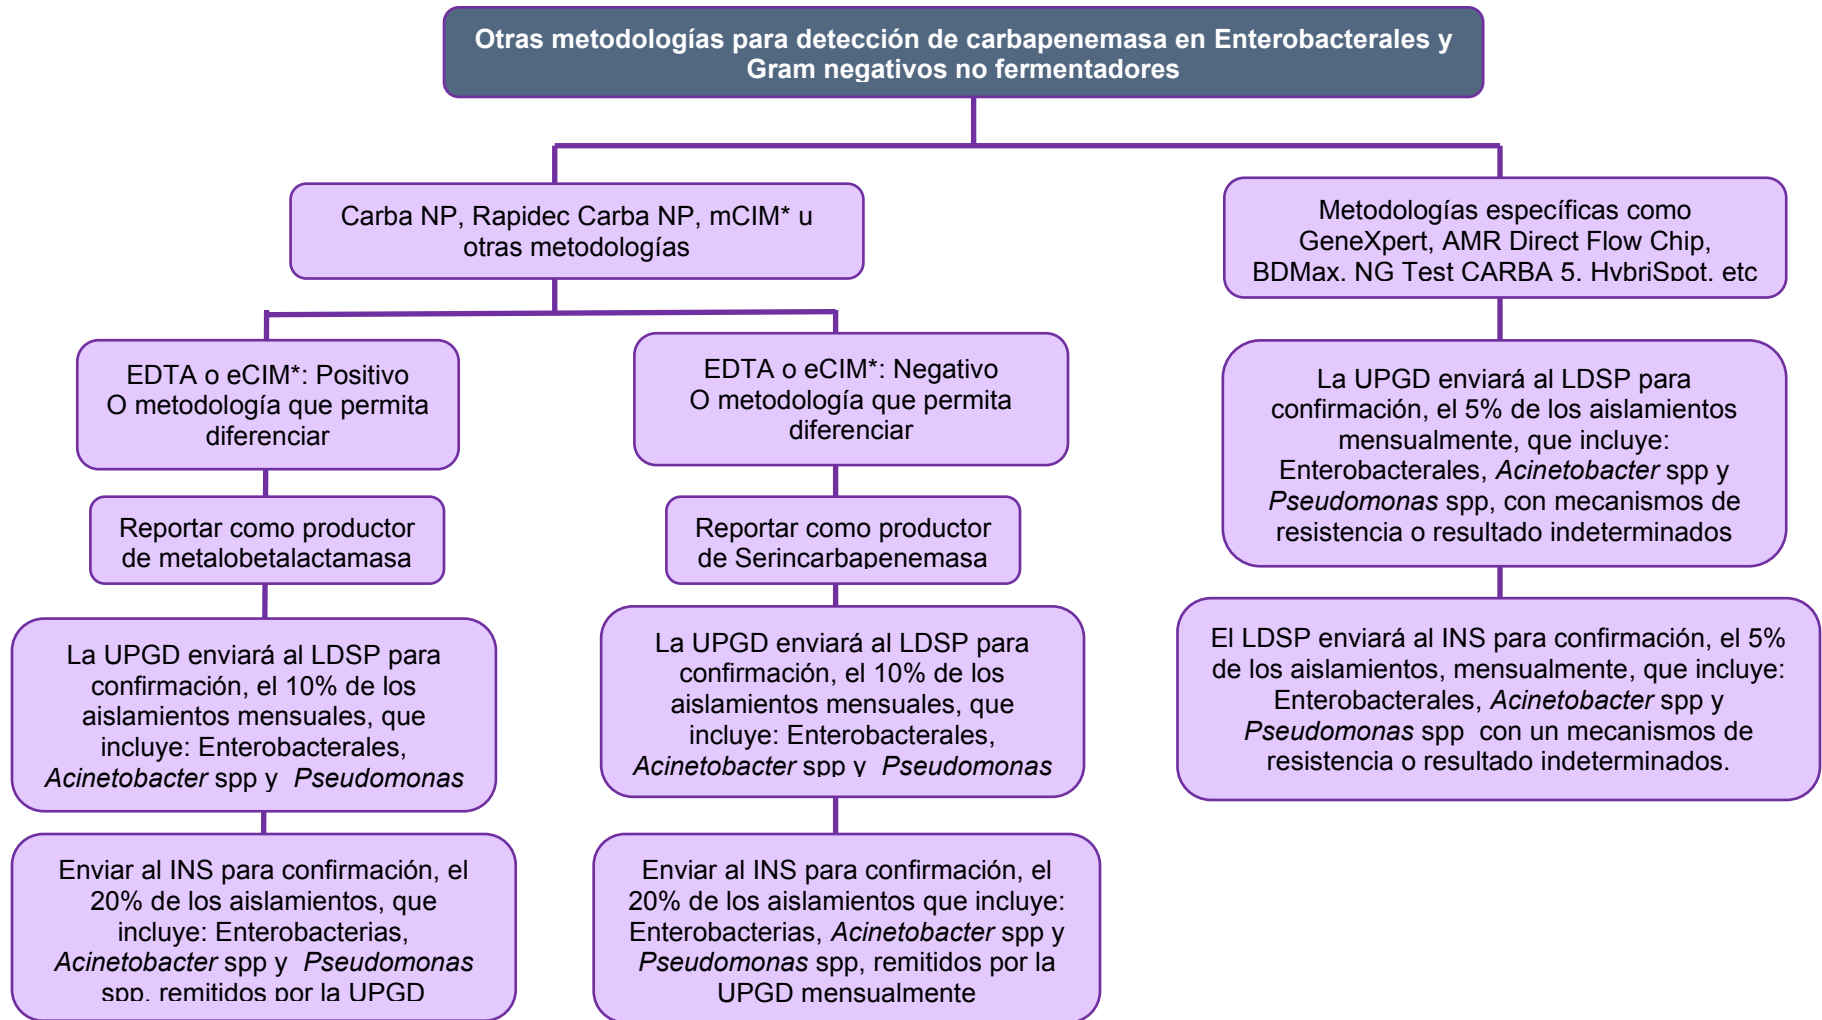 Otras metodologías para detección de carbapenemasa en Enterobacterales y
Gram negativos no fermentadores
Carba NP, Rapidec Carba NP, mCIM* u
otras metodologías
Metodologías específicas como
GeneXpert, AMR Direct Flow Chip,
BDMax, NG Test CARBA 5, HybriSpot, etc
EDTA o eCIM*: Positivo
O metodología que permita
diferenciar
EDTA o eCIM*: Negativo
O metodología que permita
diferenciar
La UPGD enviará al LDSP para
confirmación, el 5% de los aislamientos
mensualmente, que incluye:
Enterobacterales, Acinetobacter spp y
Pseudomonas spp, con mecanismos de
resistencia o resultado indeterminados
Reportar como productor
de metalobetalactamasa
Reportar como productor
de Serincarbapenemasa
La UPGD enviará al LDSP para
confirmación, el 10% de los
aislamientos mensuales, que
incluye: Enterobacterales,
Acinetobacter spp y Pseudomonas
La UPGD enviará al LDSP para
confirmación, el 10% de los
aislamientos mensuales, que
incluye: Enterobacterales,
Acinetobacter spp y Pseudomonas
El LDSP enviará al INS para confirmación, el 5%
de los aislamientos, mensualmente, que incluye:
Enterobacterales, Acinetobacter spp y
Pseudomonas spp con un mecanismos de
resistencia o resultado indeterminados.
Enviar al INS para confirmación, el
20% de los aislamientos, que
incluye: Enterobacterias,
Acinetobacter spp y Pseudomonas
spp, remitidos por la UPGD
Enviar al INS para confirmación, el
20% de los aislamientos que incluye:
Enterobacterias, Acinetobacter spp y
Pseudomonas spp, remitidos por la
UPGD mensualmente